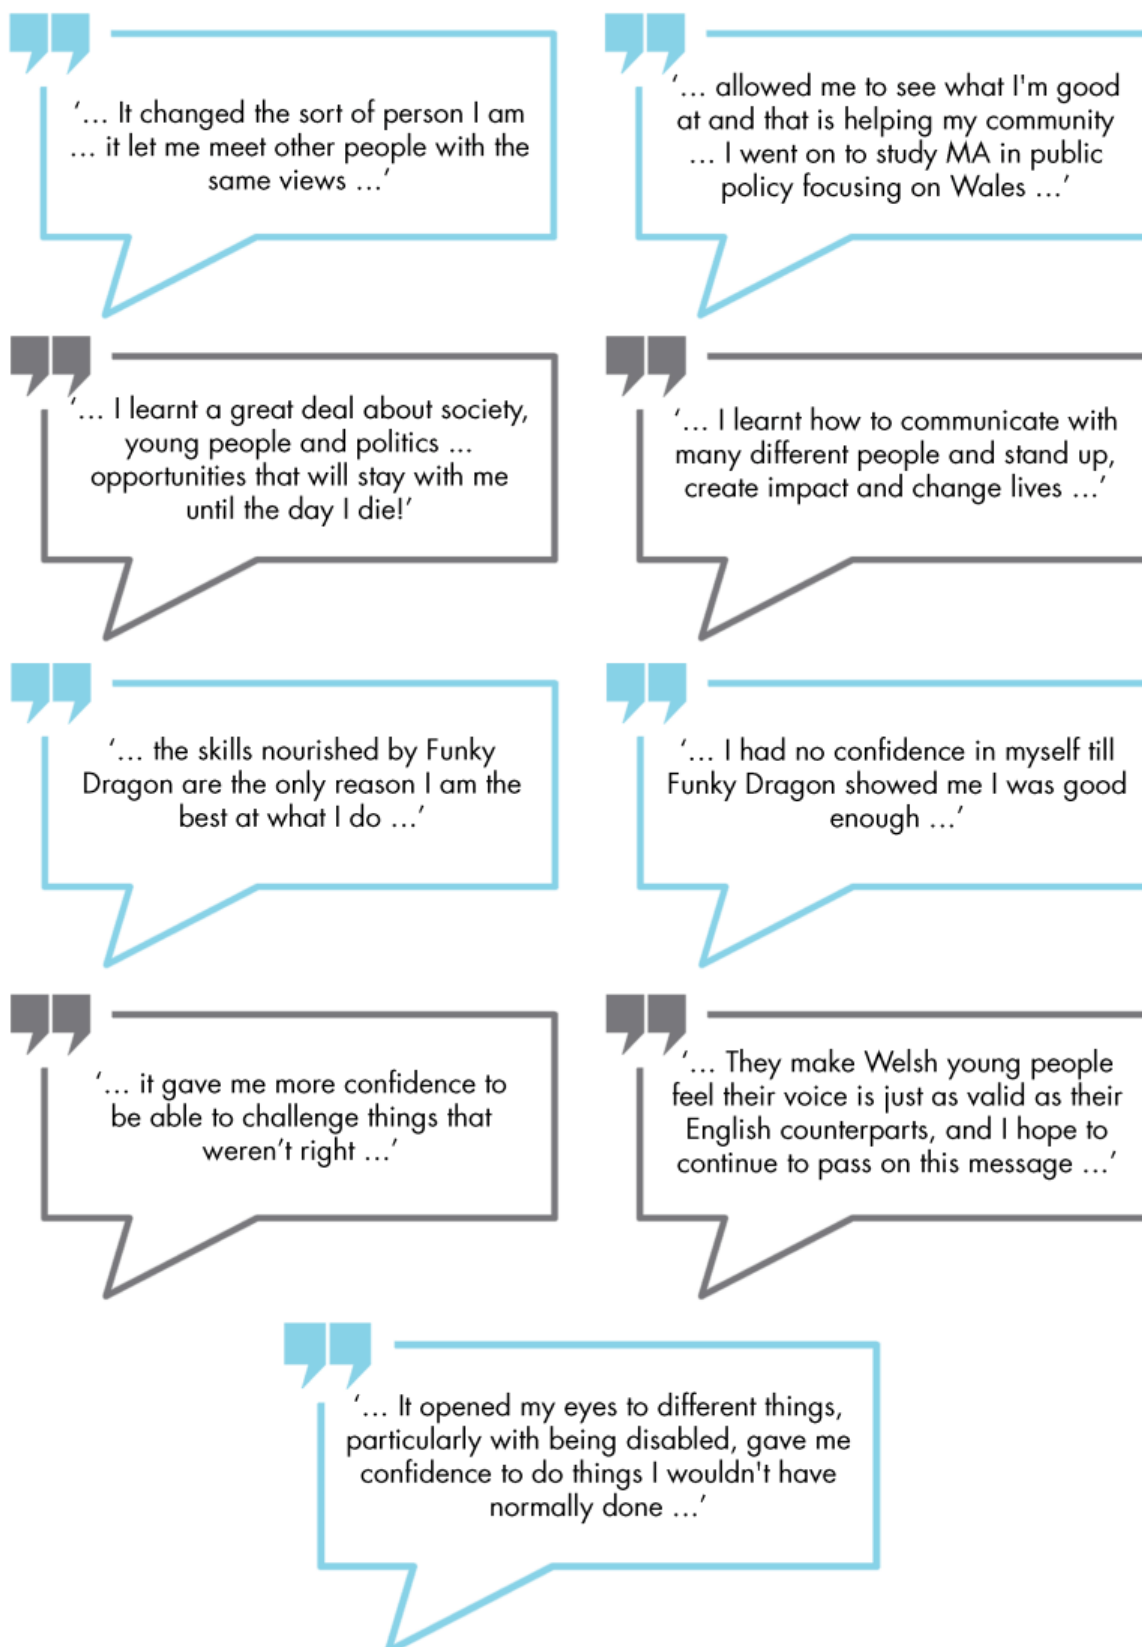 ‘… It changed the sort of person I am
… it let me meet other people with the
same views …’
‘… allowed me to see what I'm good
at and that is helping my community
… I went on to study MA in public
policy focusing on Wales …’
‘… I learnt a great deal about society,
young people and politics …
opportunities that will stay with me
until the day I die!’
‘… I learnt how to communicate with
many different people and stand up,
create impact and change lives …’
‘… the skills nourished by Funky
Dragon are the only reason I am the
best at what I do …’
‘… I had no confidence in myself till
Funky Dragon showed me I was good
enough …’
‘… it gave me more confidence to
be able to challenge things that
weren’t right …’
‘… They make Welsh young people
feel their voice is just as valid as their
English counterparts, and I hope to
continue to pass on this message …’
‘… It opened my eyes to different things,
particularly with being disabled, gave me
confidence to do things I wouldn't have
normally done …’